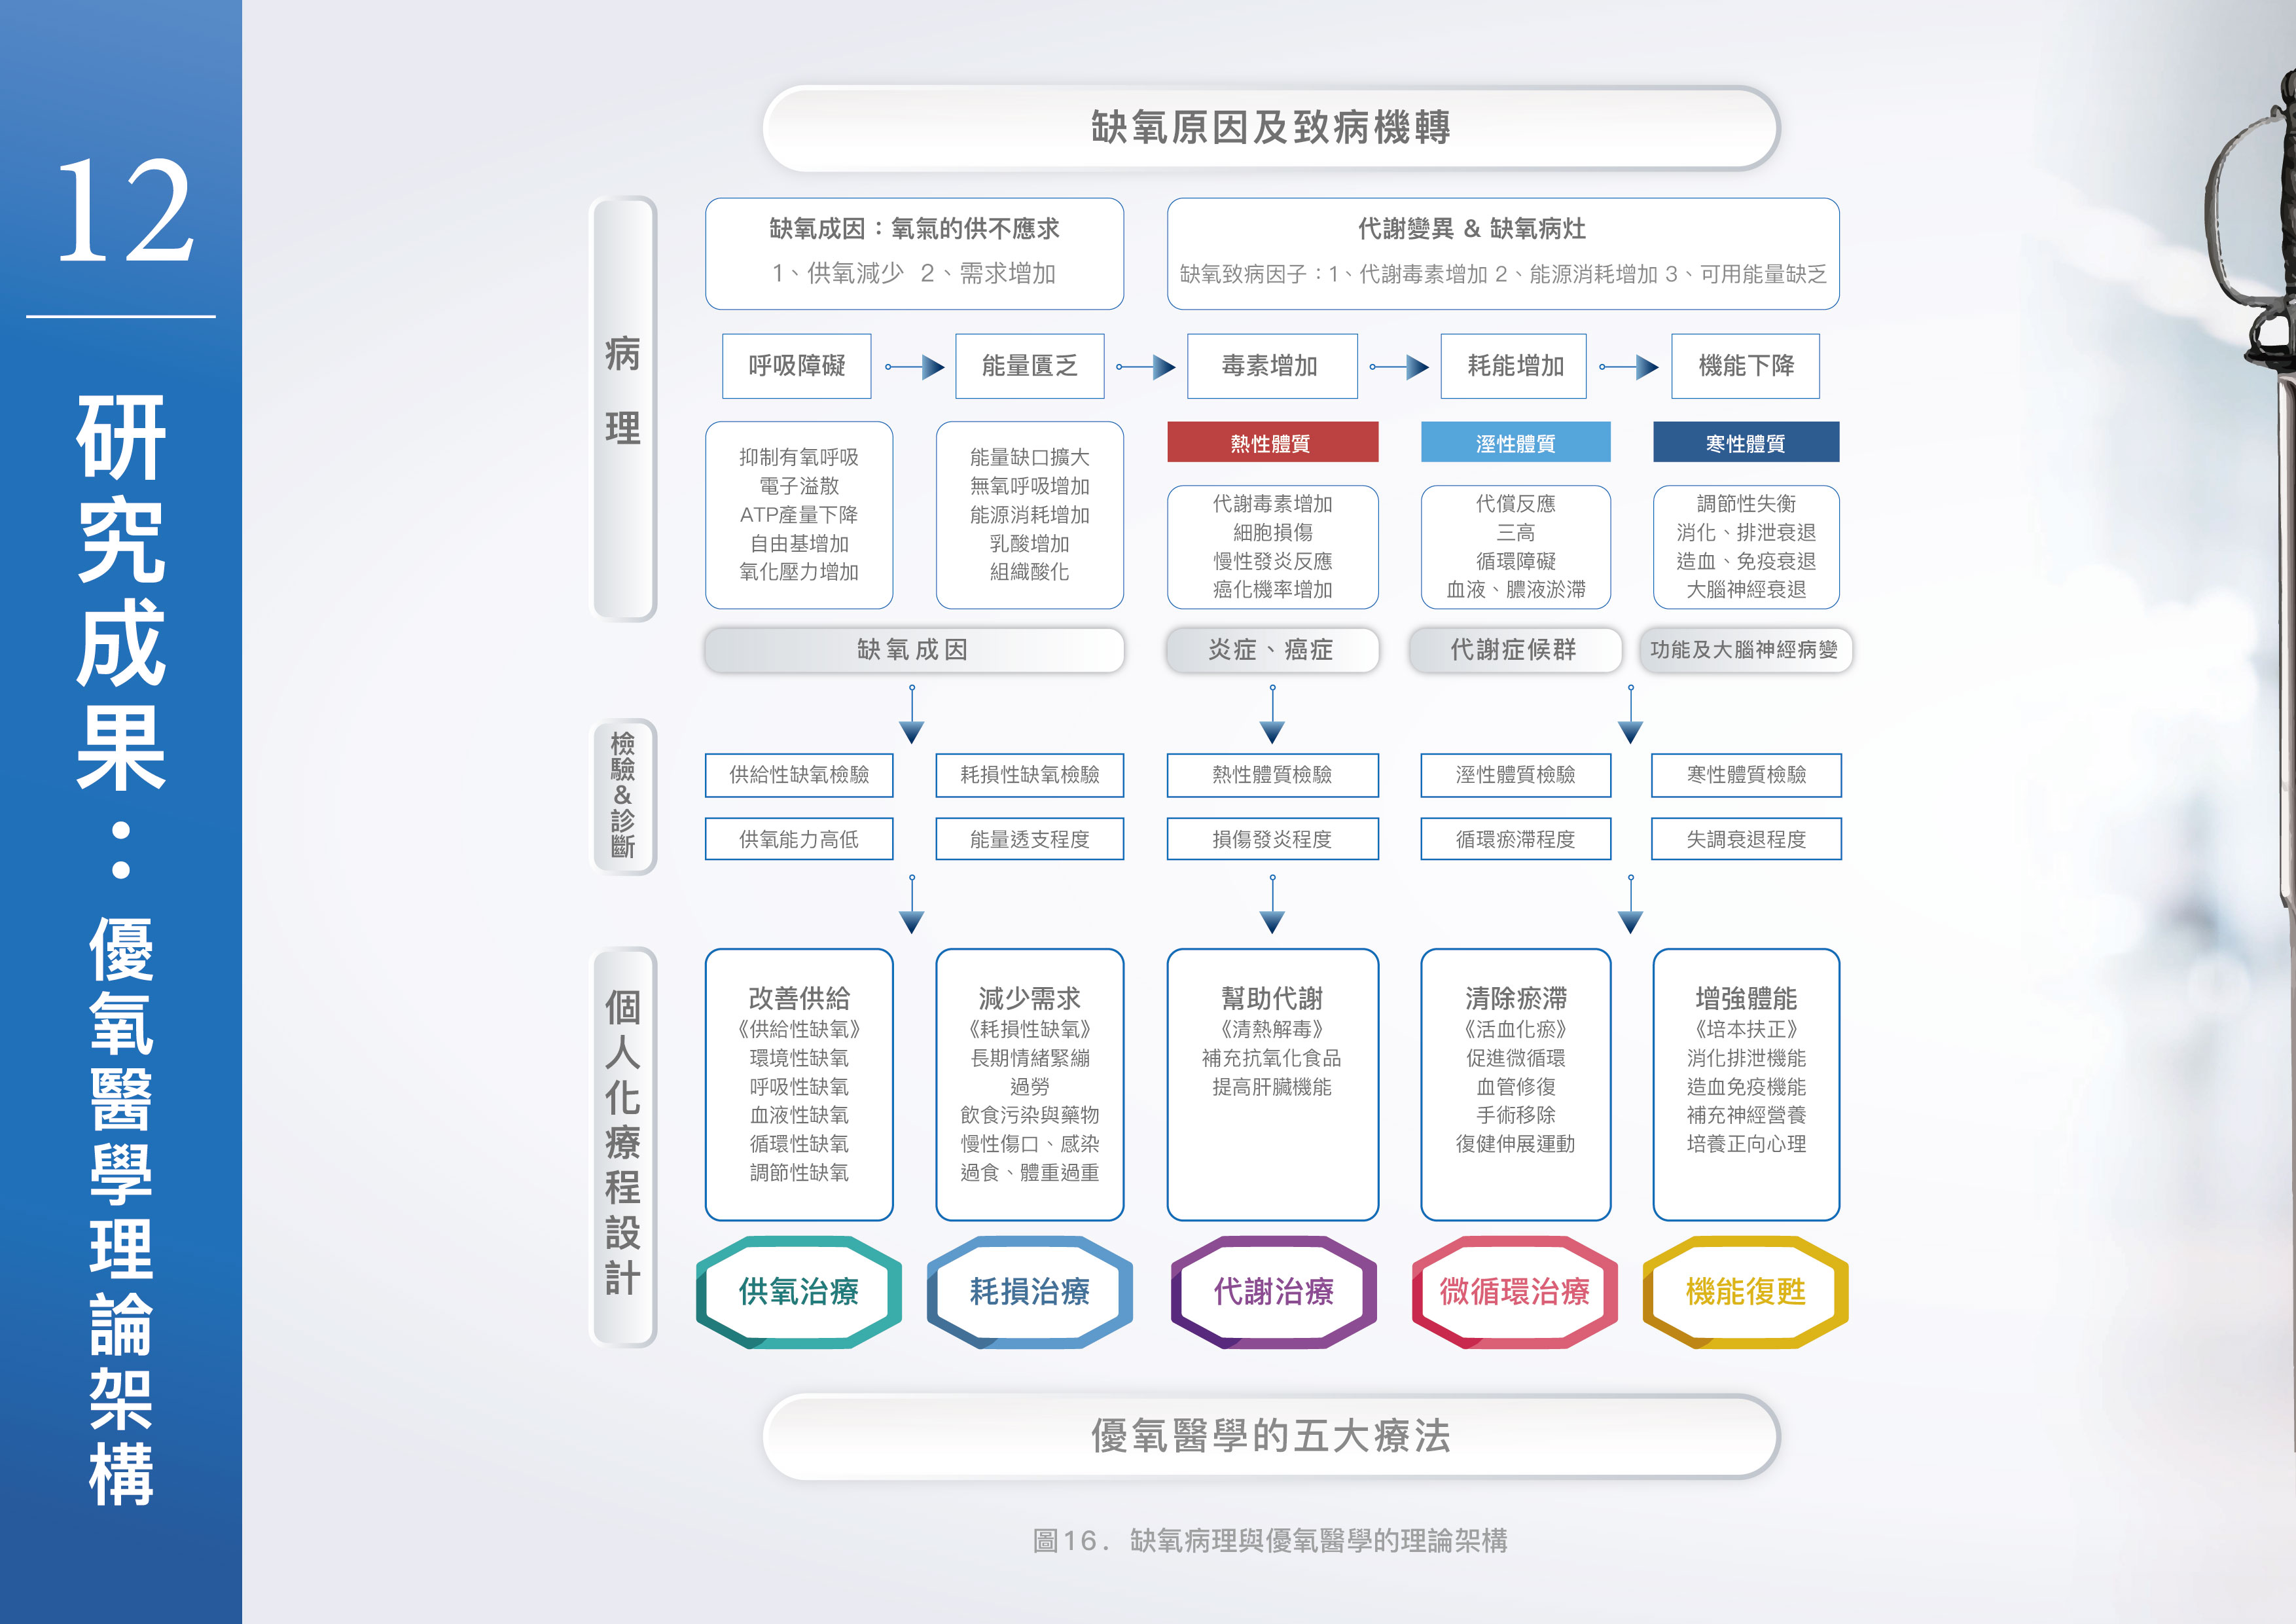 12
研究成果：優氧醫學理論架構
缺氧原因及致病機轉
病理
缺氧成因：氧氣的供不應求
1、供氧減少 2、需求增加
代謝變異 & 缺氧病灶
缺氧致病因子：1、代謝毒素增加 2、能源消耗增加 3、可用能量缺乏
呼吸障礙
能量匱乏
毒素增加
耗能增加
機能下降
抑制有氧呼吸
電子溢散
ATP產量下降
自由基增加
氧化壓力增加
能量缺口擴大
無氧呼吸增加
能源消耗增加
乳酸增加
組織酸化
熱性體質
代謝毒素增加
細胞損傷
慢性發炎反應
癌化機率增加
溼性體質
代償反應
三高
循環障礙
血液、膿液淤滯
寒性體質
調節性失衡
消化、排泄衰退
造血、免疫衰退
大腦神經衰退
缺氧成因
炎症、癌症
代謝症候群
功能及大腦神經病變
檢驗&診斷
供給性缺氧檢驗
耗損性缺氧檢驗
熱性體質檢驗
溼性體質檢驗
寒性體質檢驗
供氧能力高低
能量透支程度
損傷發炎程度
循環瘀滯程度
失調衰退程度
個人化療程設計
改善供給
《供給性缺氧》
環境性缺氧
呼吸性缺氧
血液性缺氧
循環性缺氧
調節性缺氧
減少需求
《耗損性缺氧》
長期情緒緊繃
過勞
飲食污染與藥物
慢性傷口、感染
過食、體重過重
幫助代謝
《清熱解毒》
補充抗氧化食品
提高肝臟機能
清除瘀滯
《活血化瘀》
促進微循環
血管修復
手術移除
復健伸展運動
增強體能
《培本扶正》
消化排泄機能
造血免疫機能
補充神經營養
培養正向心理
供氧治療
耗損治療
代謝治療
微循環治療
機能復甦
優氧醫學的五大療法
圖16．缺氧病理與優氧醫學的理論架構